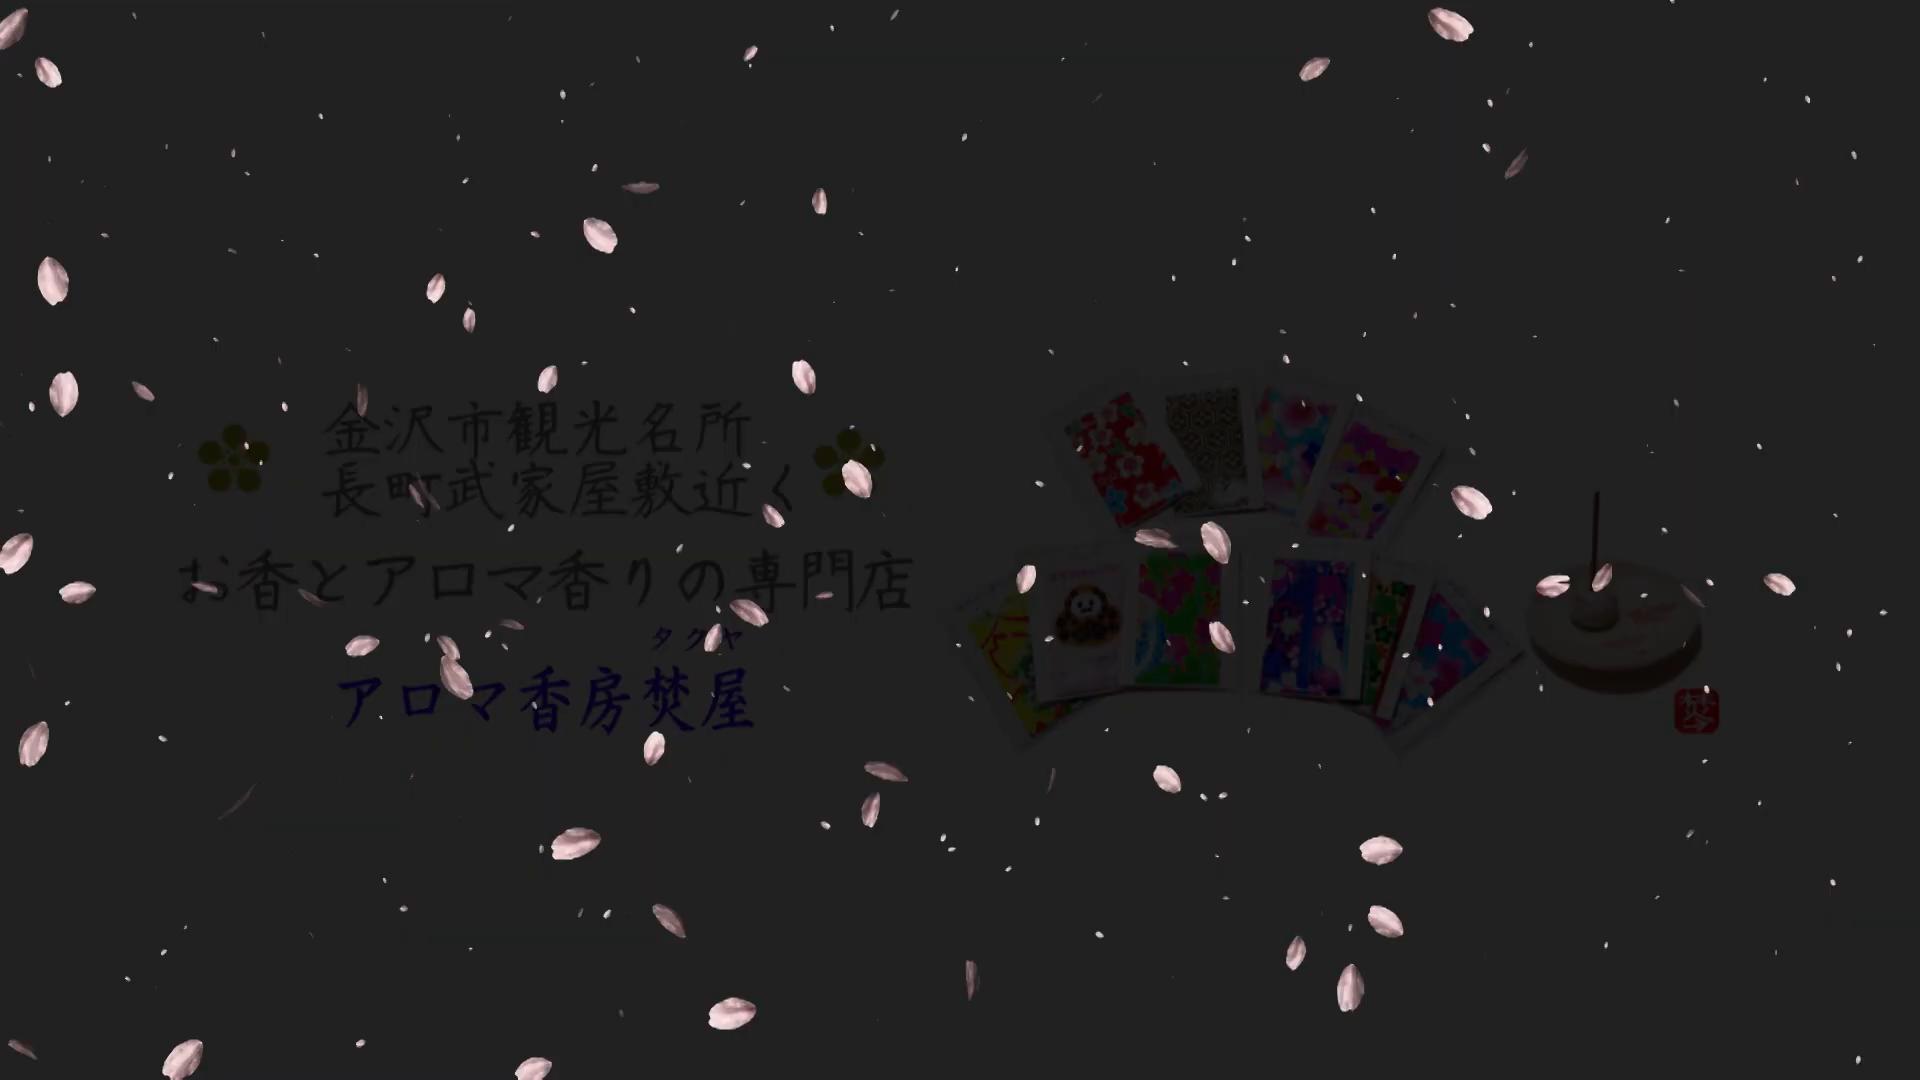 金沢市観光名所
長町武家屋敷近く
お香とアロマ香りの専門店
タクヤ
アロマ香房焚屋